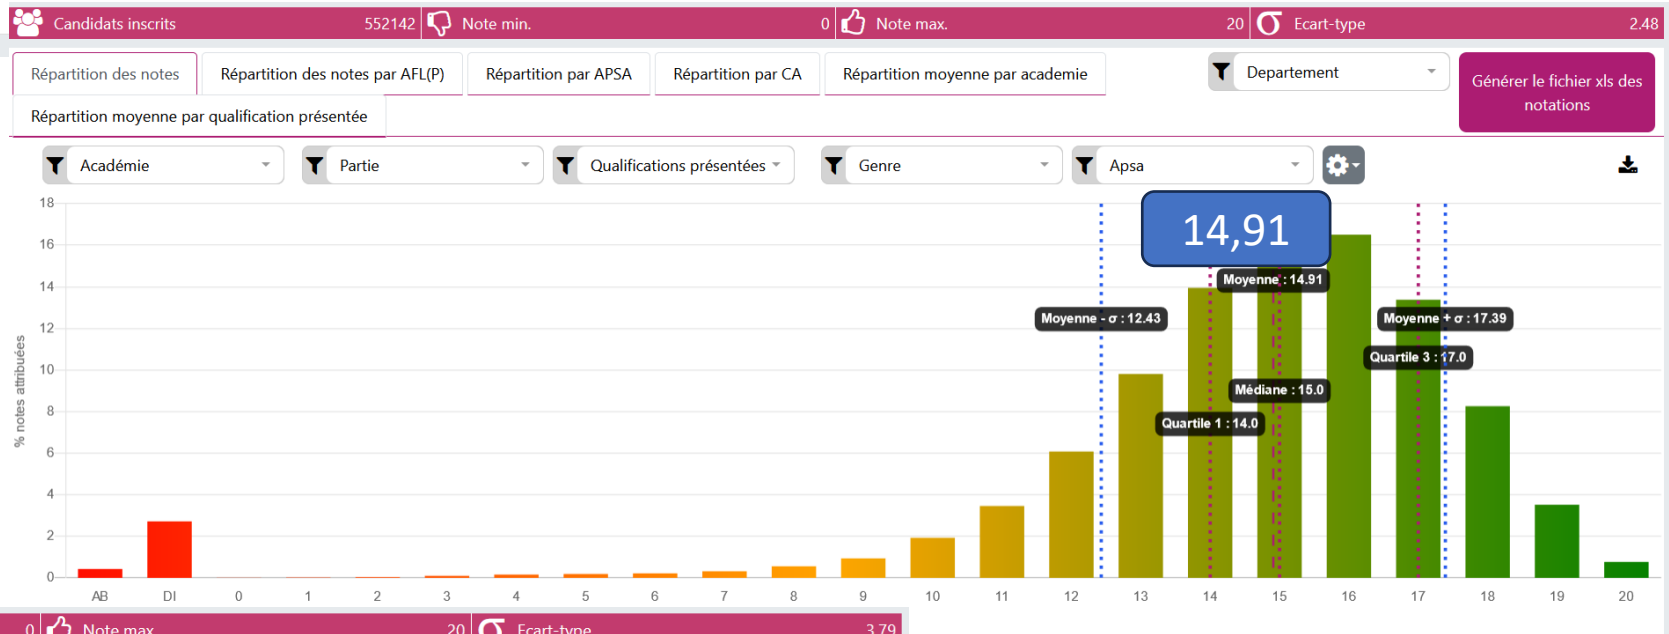 Candidats inscrits 552142 Note min. 0 Note max. 20 Ecart-type 2.48
Répartition des notes Répartition des notes par AFL(P) Répartition par APSA Répartition par CA Répartition moyenne par academie Departement Générer le fichier xls des
notations
Répartition moyenne par qualification présentée
Académie Partie Qualifications présentées Genre Apsa
18
14,91
16
Moyenne : 14.91
14
Moyenne - σ : 12.43 Moyenne + σ : 17.39
12
Quartile 3 : 17.0
10
Médiane : 15.0
8
Quartile 1 : 14.0
6
4
2
0
% notes attribuées
AB DI 0 1 2 3 4 5 6 7 8 9 10 11 12 13 14 15 16 17 18 19 20
0 Note max. 20 Ecart-type 3.79